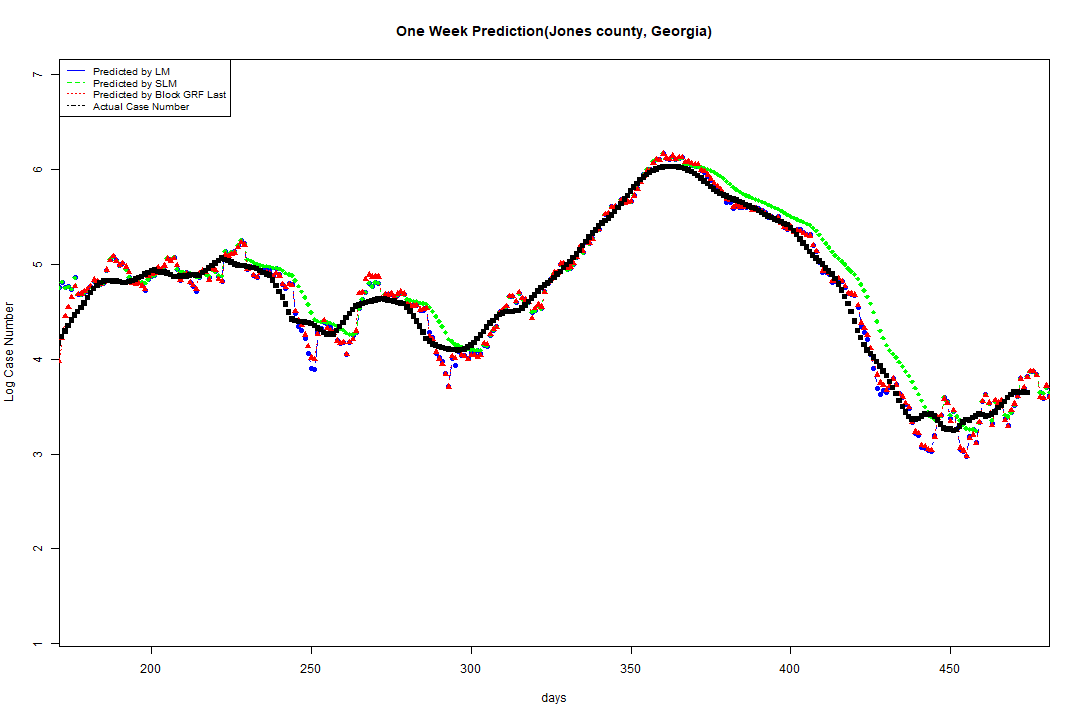 One Week Prediction(Jones county, Georgia)
Predicted by LM
Predicted by SLM
Predicted by Block GRF Last
Actual Case Number
7
6
5
4
3
2
1
Log Case Number
200 250 300 350 400 450
days